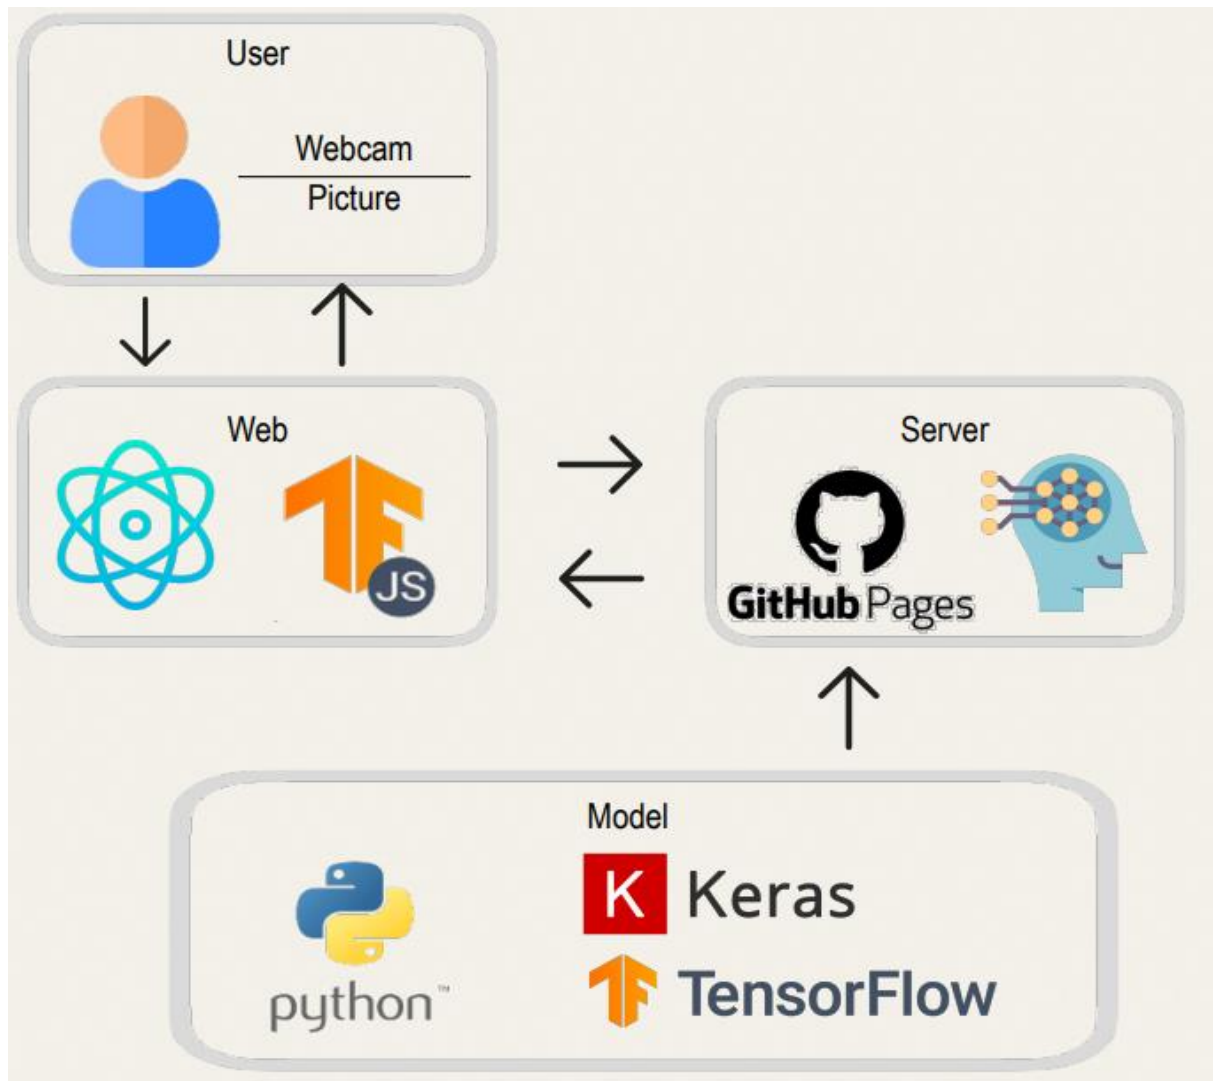 User
Webcam
Picture
Web
JS
Server
GitHub Pages
Model
python™
K Keras
TensorFlow